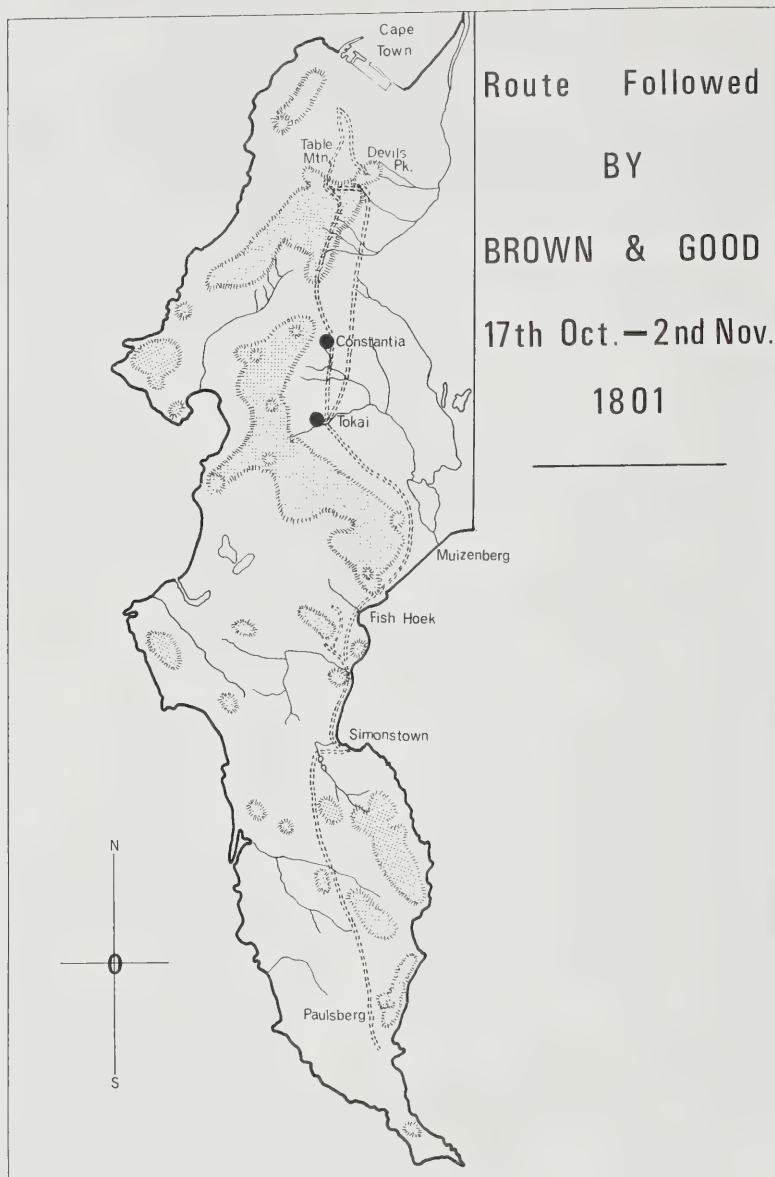 Cape
Town
Route Followed
BY
BROWN & GOOD
17th Oct. — 2nd Nov.
1801
Table
Mtn.
Devils
Pk.
Constantia
Tokai
Muizenberg
Fish Hoek
Simonstown
Paulsberg
N
O
S